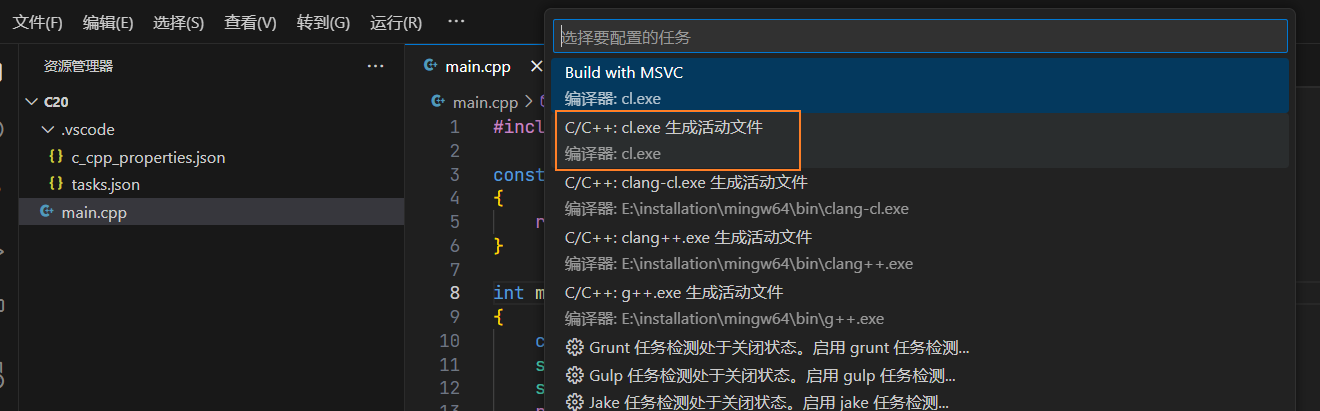 文件(F) 编辑(E) 选择(S) 查看(V) 转到(G) 运行(R) ···
资源管理器 ···
C20
.vscode
c_cpp_properties.json
tasks.json
main.cpp
main.cpp
main.cpp
1 #incl
2
3 const
4 {
5
6 }
7
8 int m
9 {
10 c
11 s
12 s
13
选择要配置的任务
Build with MSVC
编译器: cl.exe
C/C++: cl.exe 生成活动文件
编译器: cl.exe
C/C++: clang-cl.exe 生成活动文件
编译器: E:\installation\mingw64\bin\clang-cl.exe
C/C++: clang++.exe 生成活动文件
编译器: E:\installation\mingw64\bin\clang++.exe
C/C++: g++.exe 生成活动文件
编译器: E:\installation\mingw64\bin\g++.exe
Grunt 任务检测处于关闭状态。启用 grunt 任务检测...
Gulp 任务检测处于关闭状态。启用 gulp 任务检测...
Jake 任务检测处于关闭状态。启用 jake 任务检测...